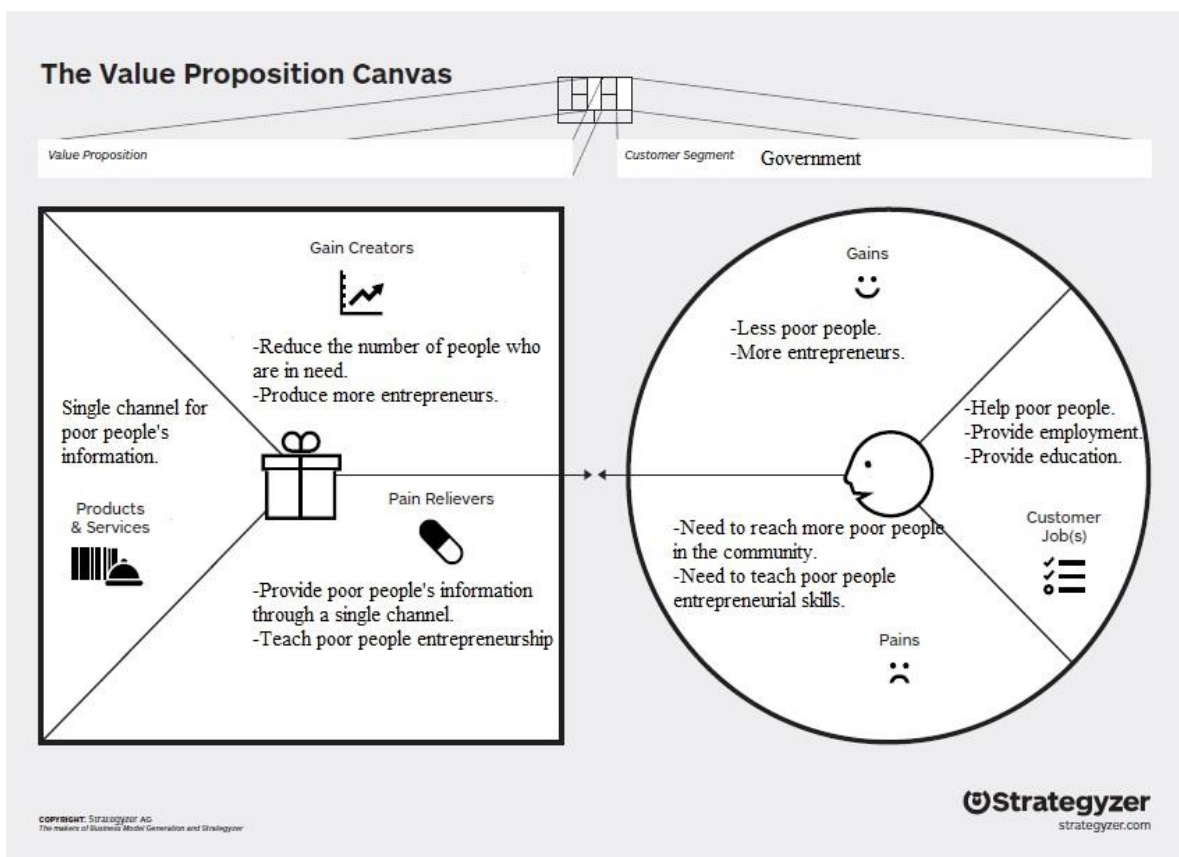 The Value Proposition Canvas
Value Proposition
Customer Segment Government
Gain Creators
-Reduce the number of people who
are in need.
-Produce more entrepreneurs.
Single channel for
poor people's
information.
Products
& Services
Pain Relievers
-Provide poor people's information
through a single channel.
-Teach poor people entrepreneurship
Gains
-Less poor people.
-More entrepreneurs.
-Help poor people.
-Provide employment.
-Provide education.
Customer
Job(s)
-Need to reach more poor people
in the community.
-Need to teach poor people
entrepreneurial skills.
Pains
COPYRIGHT: Strategyzer AG
The makers of Business Model Generation and Strategyzer
Strategyzer
strategyzer.com